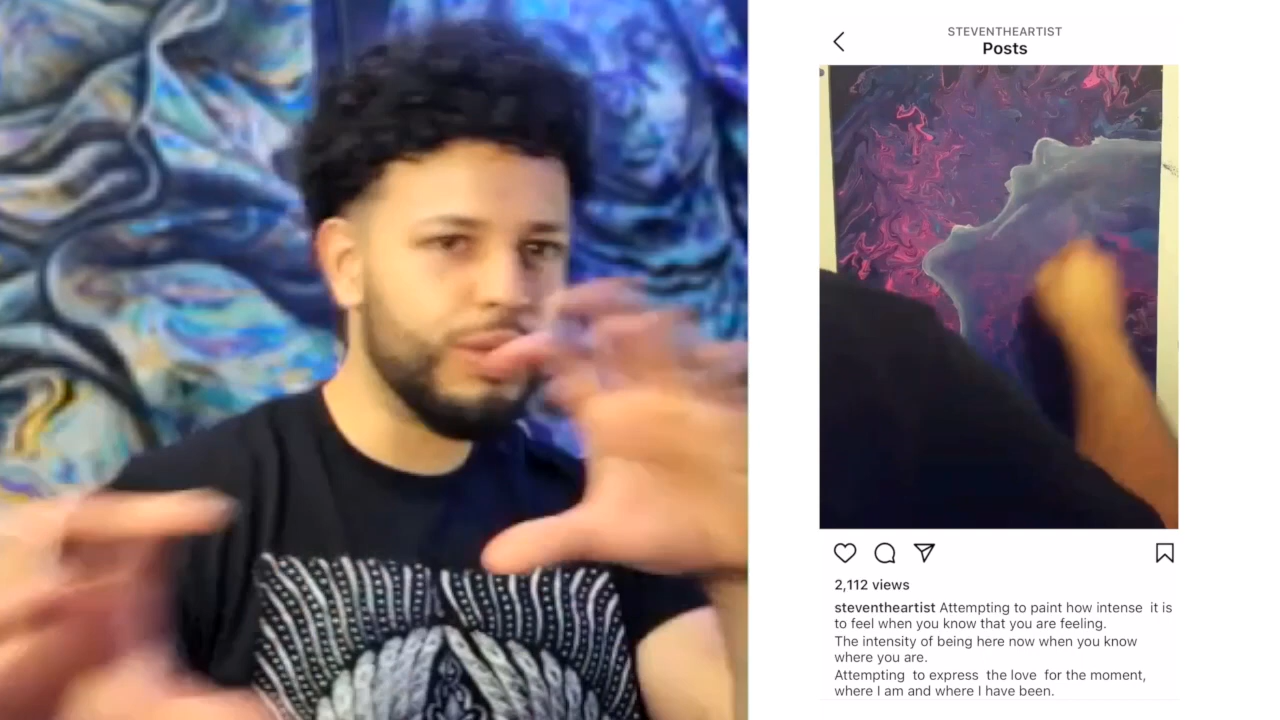 STEVENTHEARTIST
Posts
2,112 views
steventheartist Attempting to paint how intense it is
to feel when you know that you are feeling.
The intensity of being here now when you know
where you are.
Attempting to express the love for the moment,
where I am and where I have been.